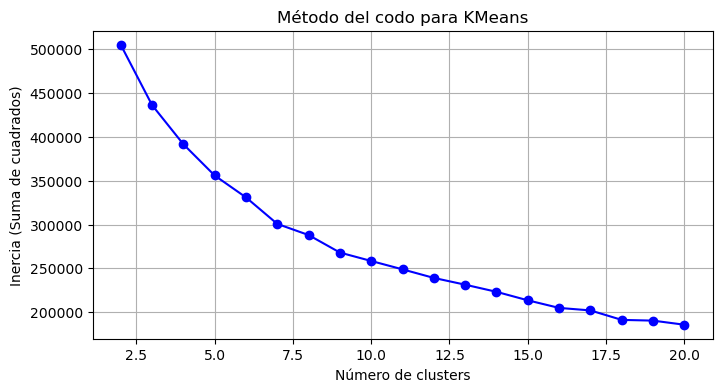 Método del codo para KMeans
Inercia (Suma de cuadrados)
500000
450000
400000
350000
300000
250000
200000
2.5 5.0 7.5 10.0 12.5 15.0 17.5 20.0
Número de clusters